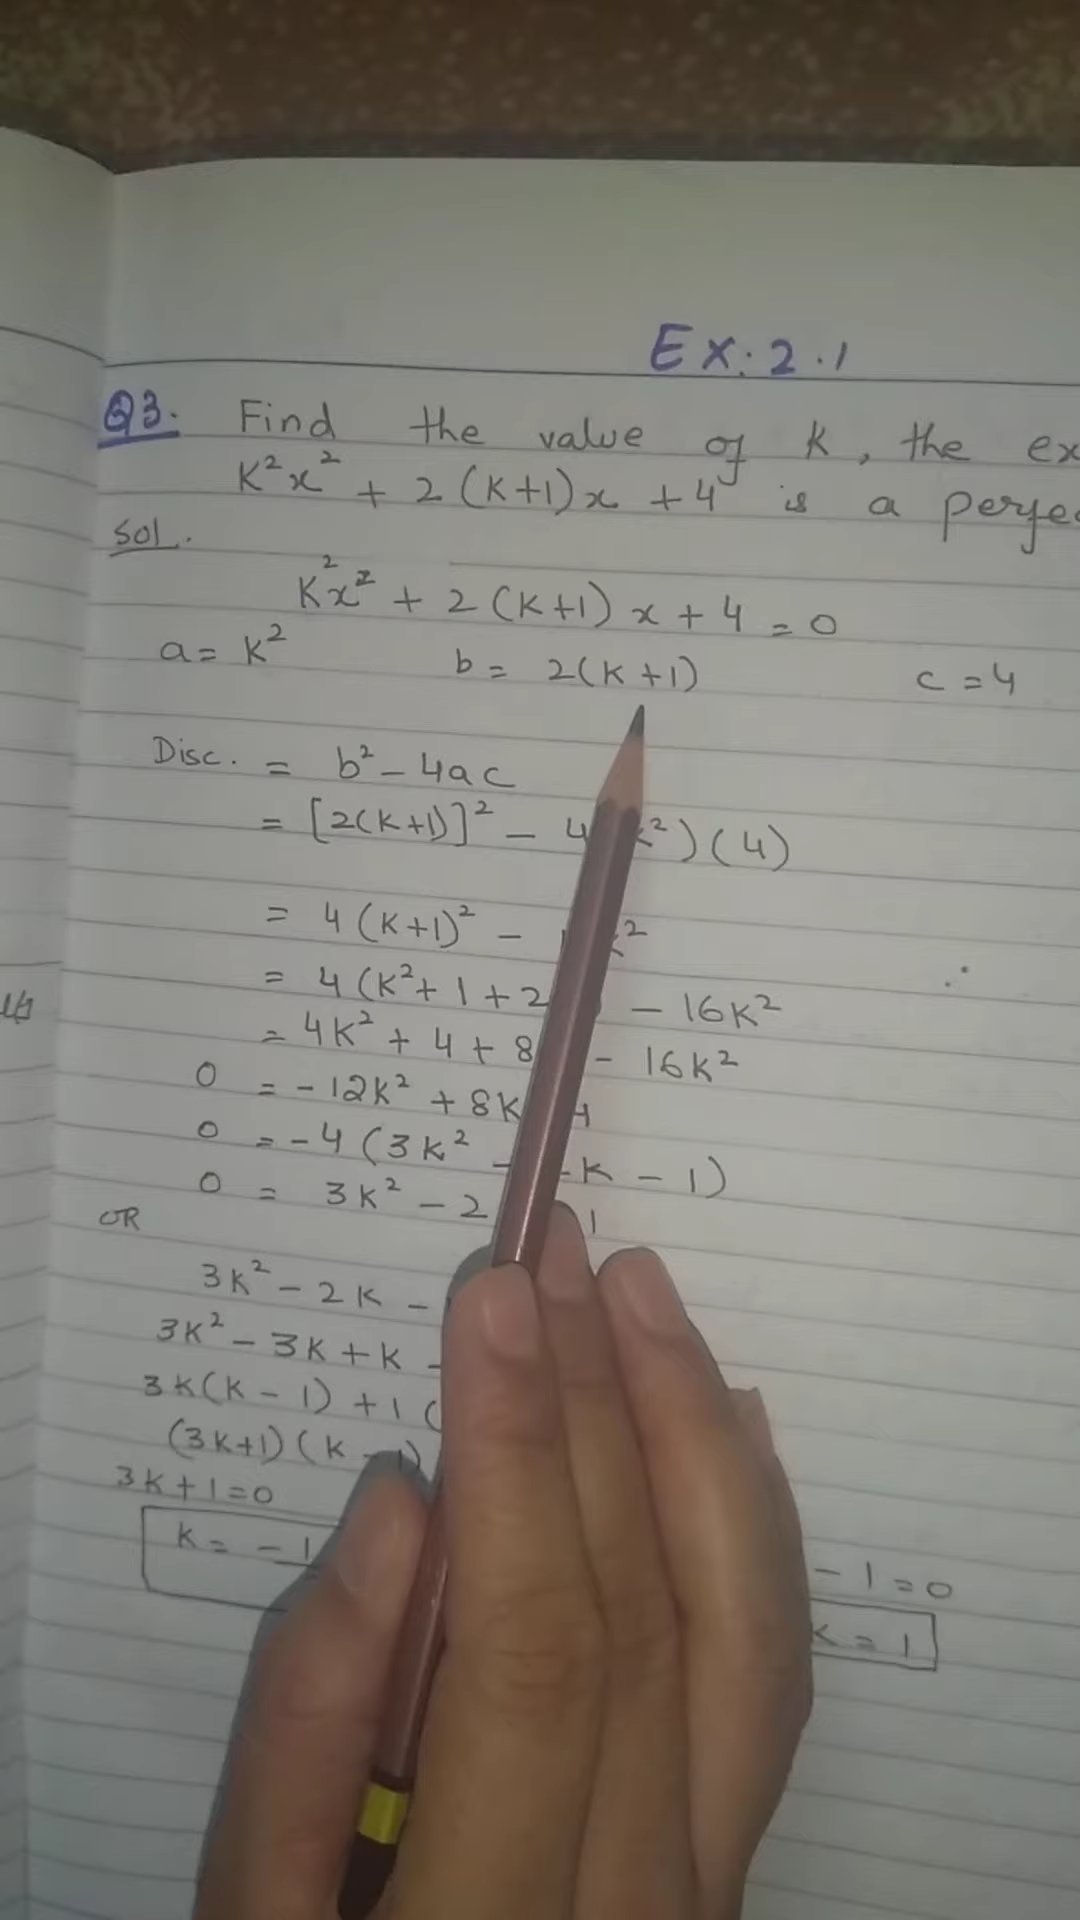 Ex: 2.1
Q3. Find the value of K, the
K²x² + 2(K+1)x + 4 is a
Sol.
K²x² + 2(K+1)x + 4 = 0
a = K² b = 2(K+1) c = 4
Disc. = b² - 4ac
= [2(K+1)]² - 4 ²)(4)
= 4(K+1)² - K²
= 4(K² + 1 + 2 - 16K²
= 4K² + 4 + 8 - 16K²
0 = -12K² + 8K
0 = -4(3K² - K - 1)
0 = 3K² - 2 1
OR
3K² - 2K -
3K² - 3K + K -
3K(K - 1) + 1(
(3K+1)(K - 1)
3K + 1 = 0 - 1 = 0
K = -1 K = 1